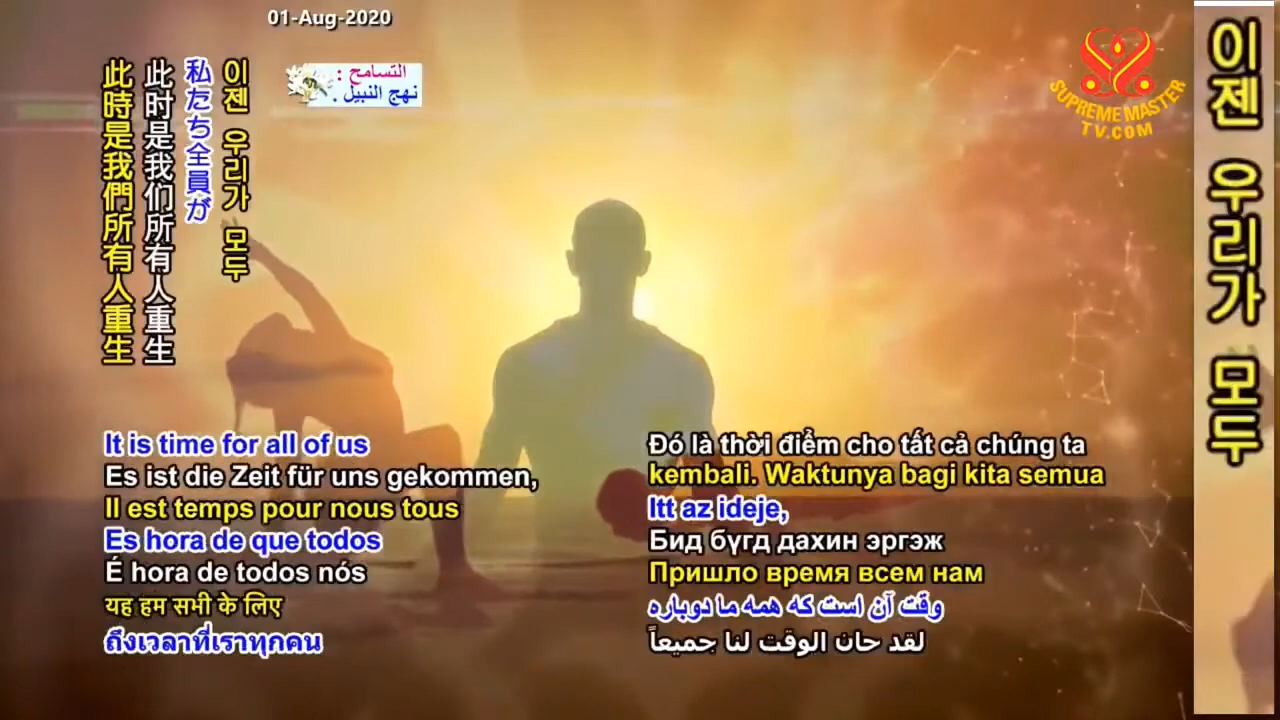 01-Aug-2020
이젠 우리가 모두
私たち全員が
此时是我们所有人重生
此時是我們所有人重生
التسامح :
نهج النبيل .
SUPREME MASTER
TV.COM
이젠 우리가 모두
It is time for all of us
Es ist die Zeit für uns gekommen,
Il est temps pour nous tous
Es hora de que todos
É hora de todos nós
यह हम सभी के लिए
ถึงเวลาที่เราทุกคน
Đó là thời điểm cho tất cả chúng ta
kembali. Waktunya bagi kita semua
Itt az ideje,
Бид бүгд дахин эргэж
Пришло время всем нам
وقت آن است که همه ما دوباره
لقد حان الوقت لنا جميعاً